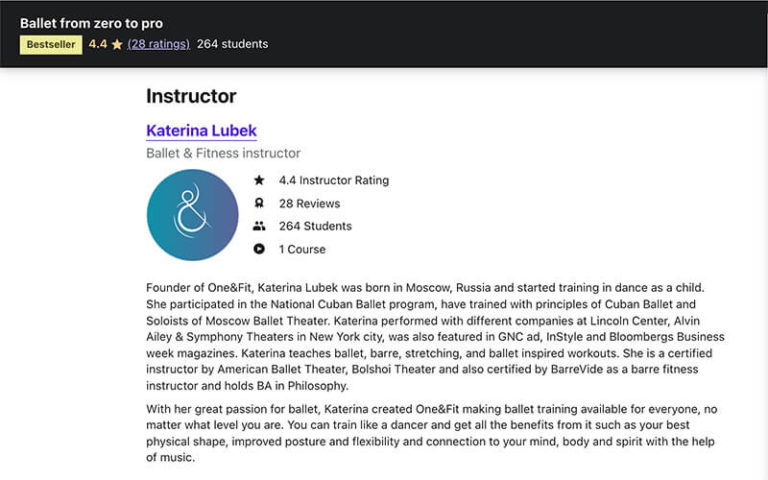 Ballet from zero to pro
Bestseller 4.4 (28 ratings) 264 students
Instructor
Katerina Lubek
Ballet & Fitness instructor
&
4.4 Instructor Rating
28 Reviews
264 Students
1 Course
Founder of One&Fit, Katerina Lubek was born in Moscow, Russia and started training in dance as a child.
She participated in the National Cuban Ballet program, have trained with principles of Cuban Ballet and
Soloists of Moscow Ballet Theater. Katerina performed with different companies at Lincoln Center, Alvin
Ailey & Symphony Theaters in New York city, was also featured in GNC ad, InStyle and Bloombergs Business
week magazines. Katerina teaches ballet, barre, stretching, and ballet inspired workouts. She is a certified
instructor by American Ballet Theater, Bolshoi Theater and also certified by BarreVide as a barre fitness
instructor and holds BA in Philosophy.
With her great passion for ballet, Katerina created One&Fit making ballet training available for everyone, no
matter what level you are. You can train like a dancer and get all the benefits from it such as your best
physical shape, improved posture and flexibility and connection to your mind, body and spirit with the help
of music.